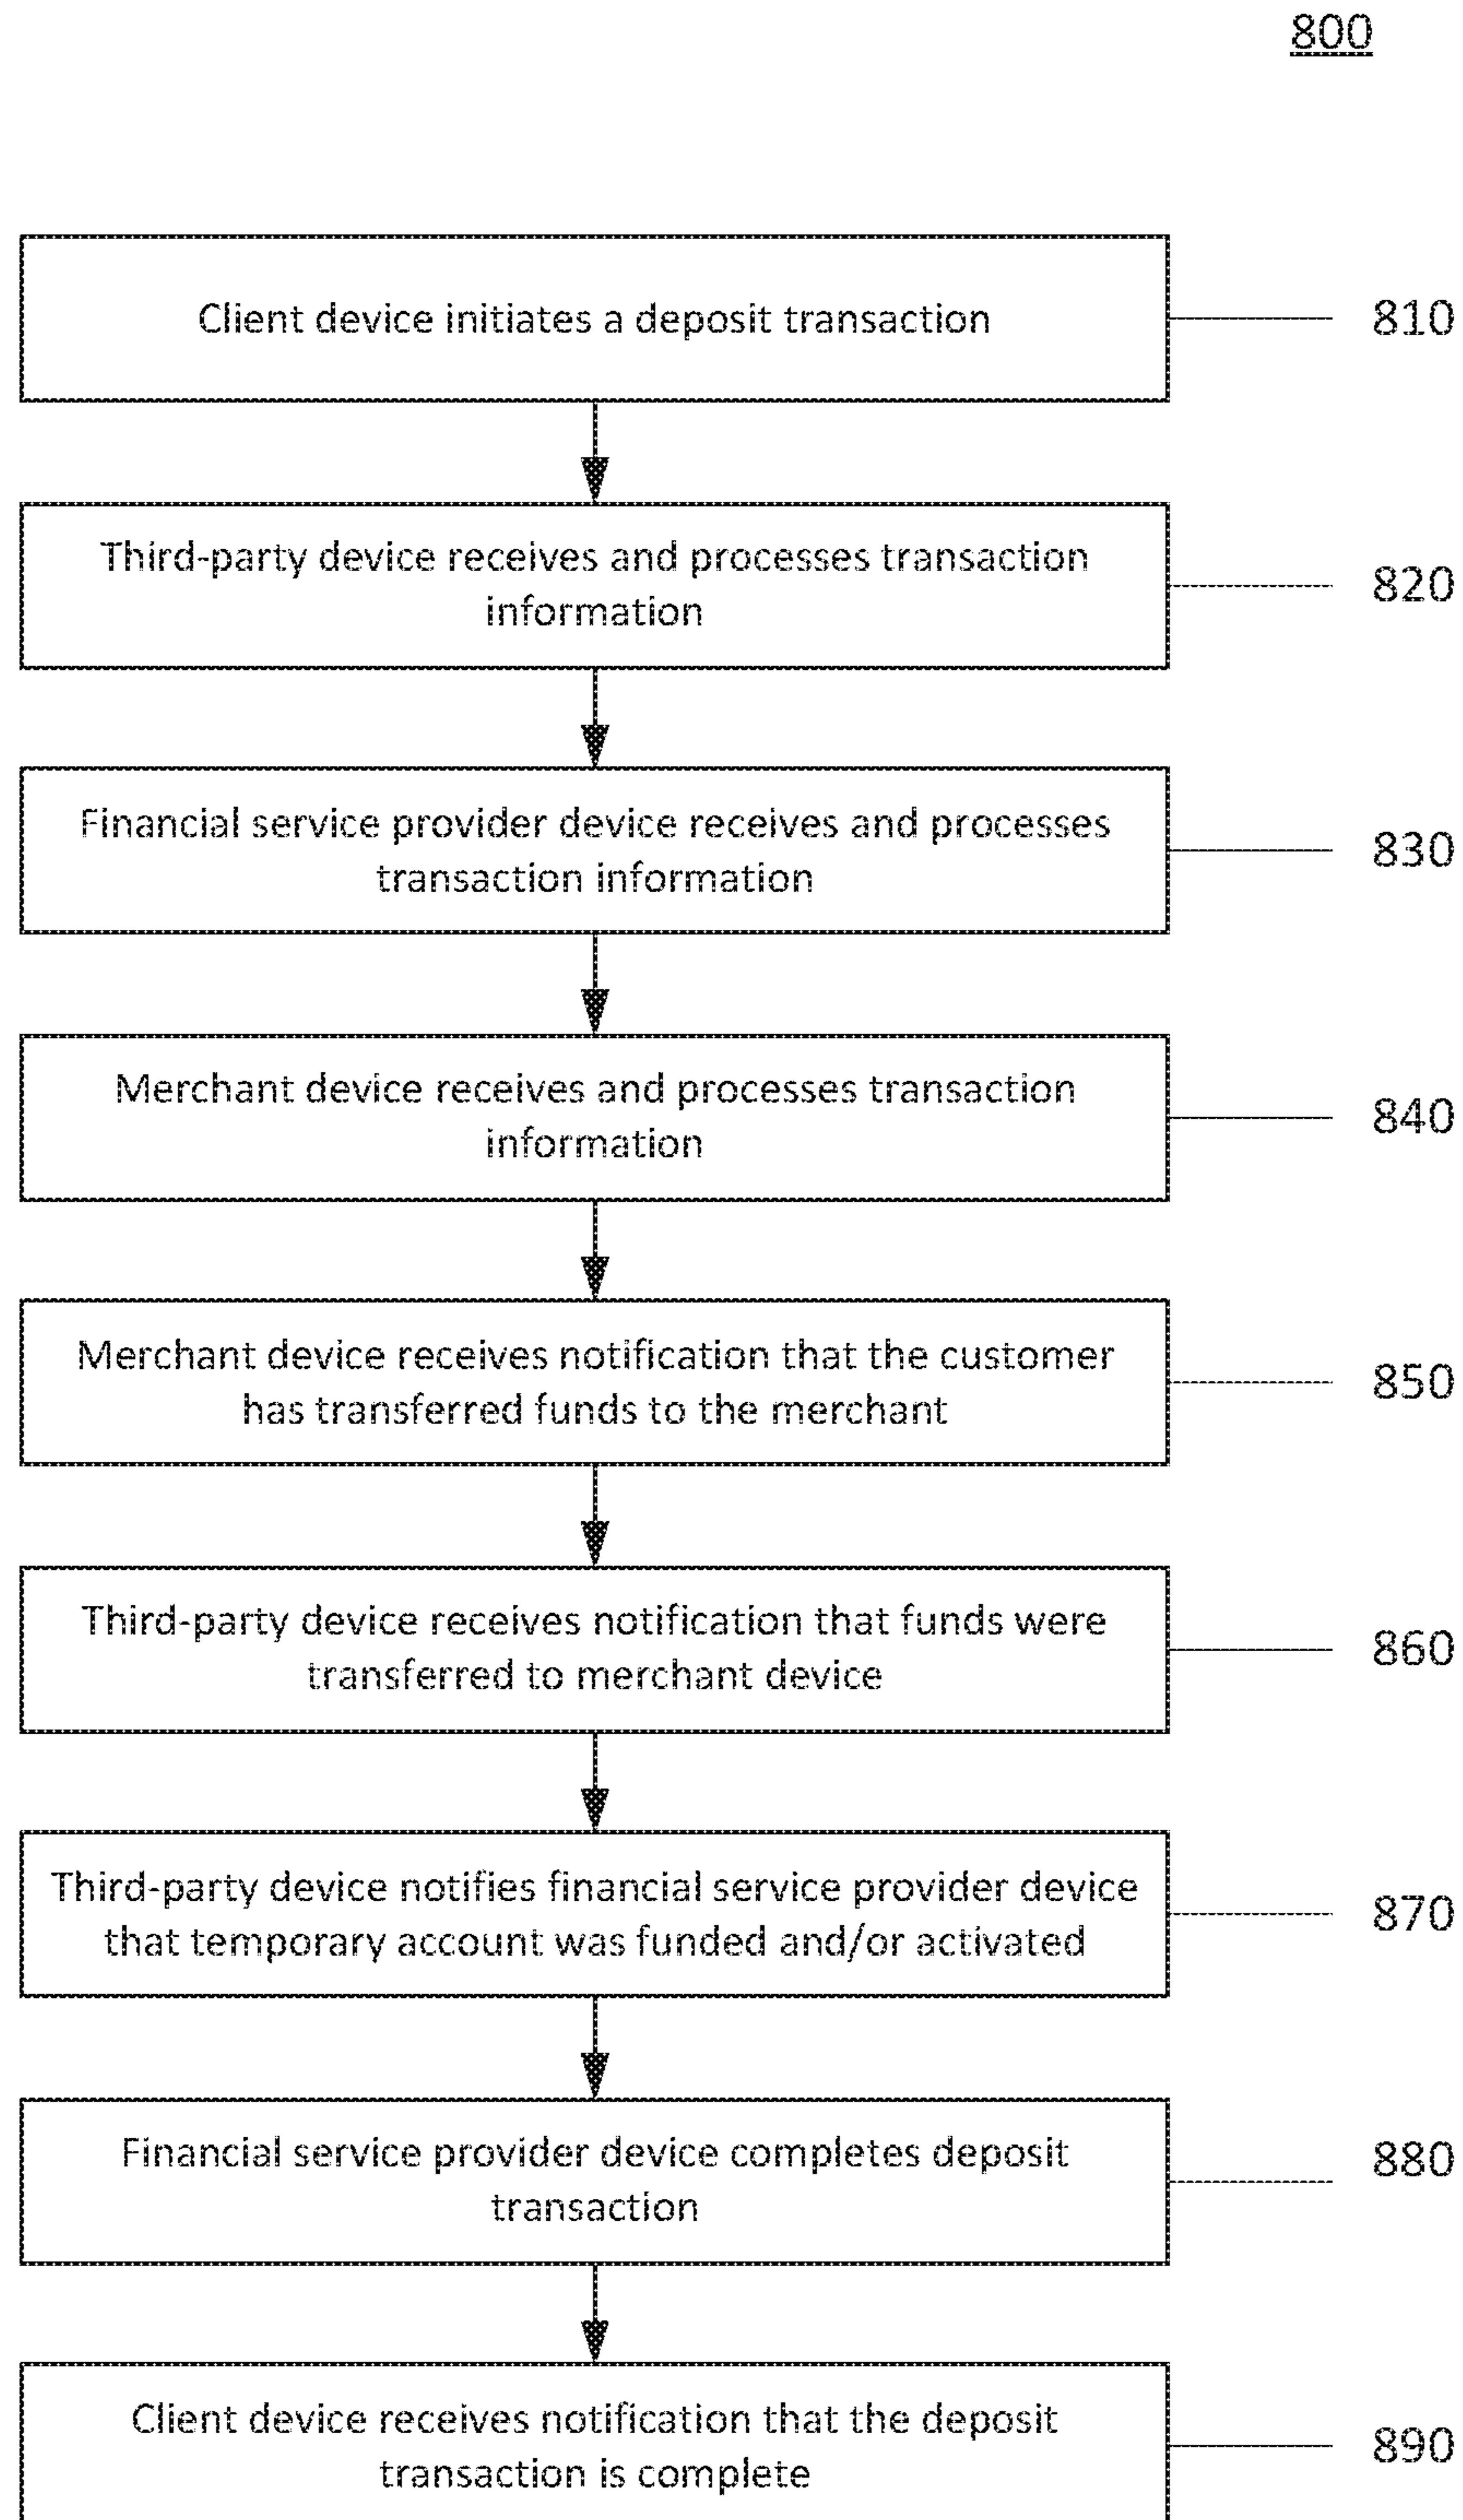 800
Client device initiates a deposit transaction
810
Third-party device receives and processes transaction
information
820
Financial service provider device receives and processes
transaction information
830
Merchant device receives and processes transaction
information
840
Merchant device receives notification that the customer
has transferred funds to the merchant
850
Third-party device receives notification that funds were
transferred to merchant device
860
Third-party device notifies financial service provider device
that temporary account was funded and/or activated
870
Financial service provider device completes deposit
transaction
880
Client device receives notification that the deposit
transaction is complete
890